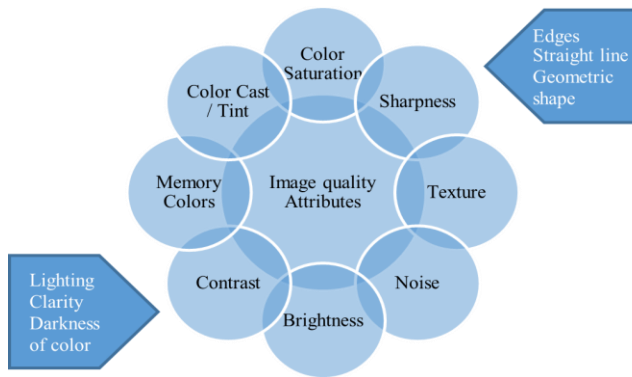 Color
Saturation
Sharpness
Texture
Noise
Brightness
Contrast
Memory
Colors
Color Cast
/ Tint
Image quality
Attributes
Edges
Straight line
Geometric
shape
Lighting
Clarity
Darkness
of color